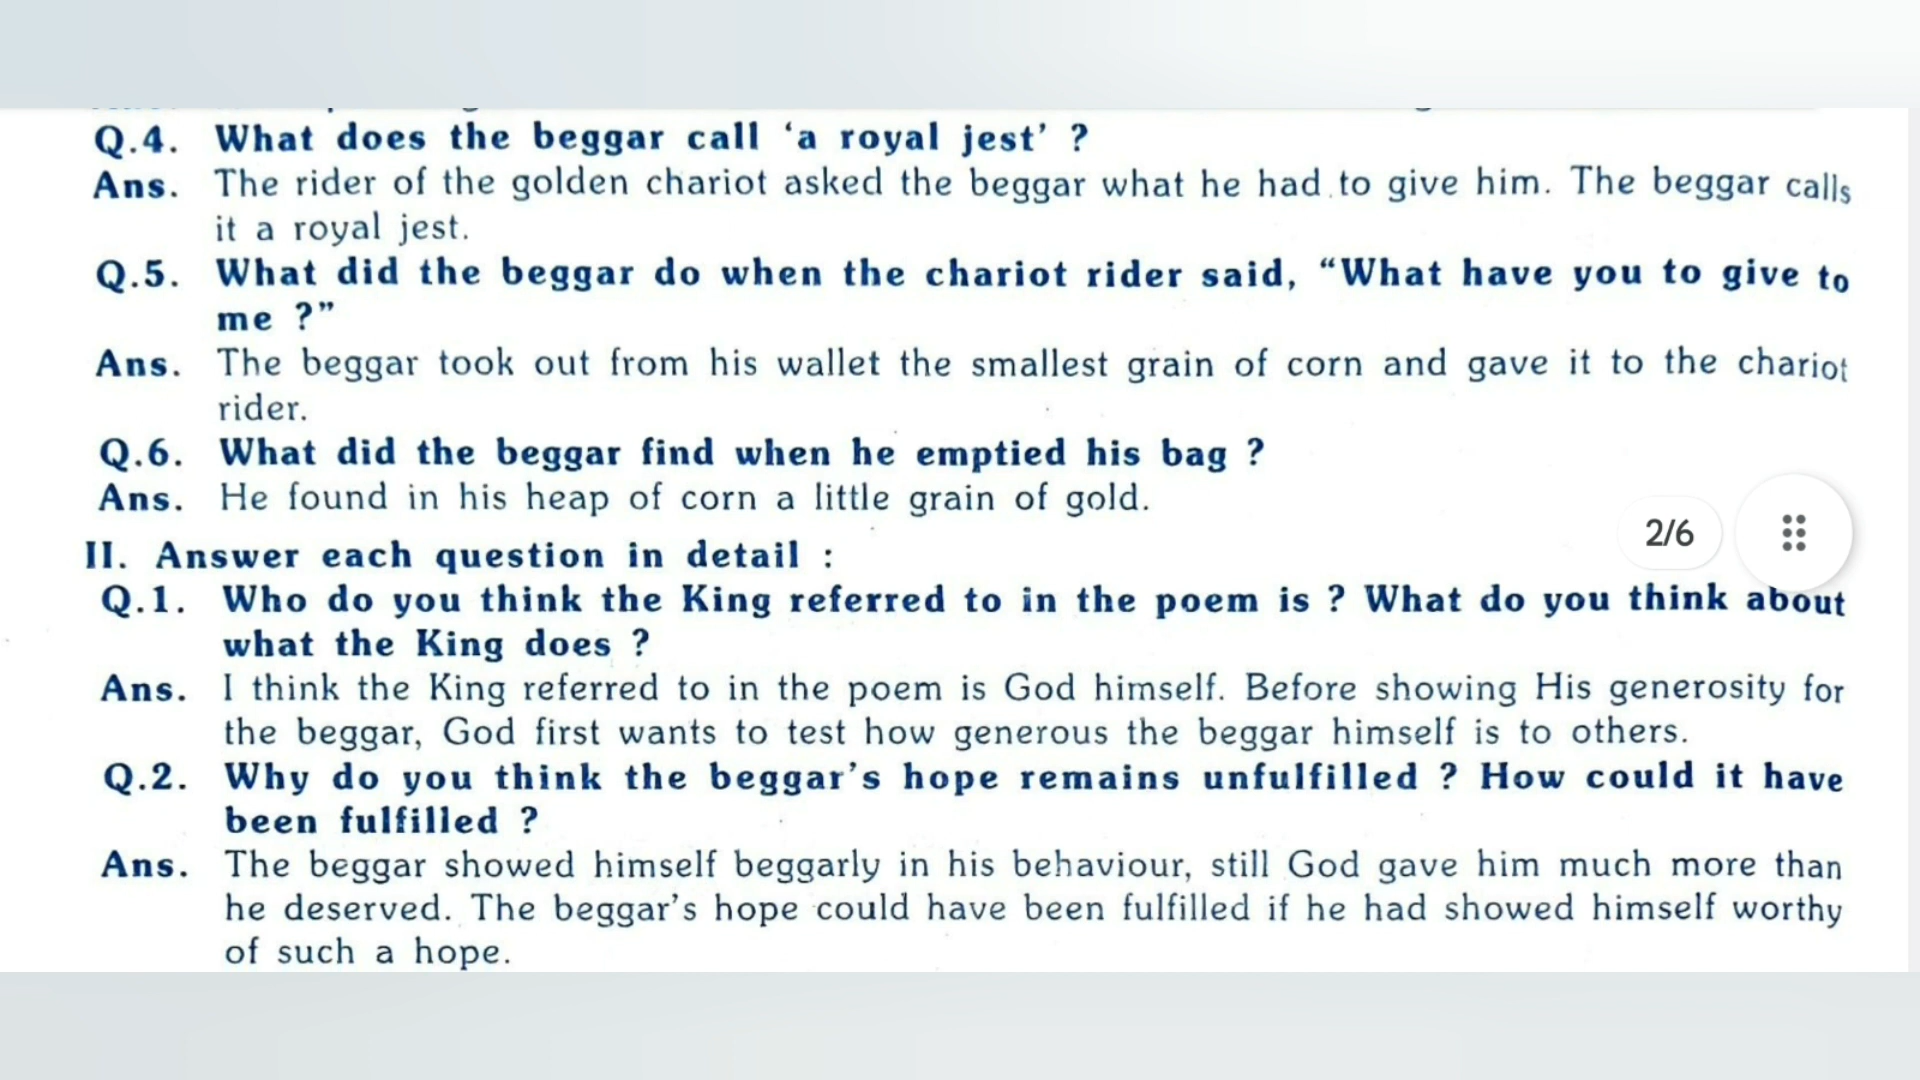 Q.4. What does the beggar call ‘a royal jest’ ?
Ans. The rider of the golden chariot asked the beggar what he had to give him. The beggar calls
it a royal jest.
Q.5. What did the beggar do when the chariot rider said, “What have you to give to
me ?”
Ans. The beggar took out from his wallet the smallest grain of corn and gave it to the chariot
rider.
Q.6. What did the beggar find when he emptied his bag ?
Ans. He found in his heap of corn a little grain of gold.
2/6
II. Answer each question in detail :
Q.1. Who do you think the King referred to in the poem is ? What do you think about
what the King does ?
Ans. I think the King referred to in the poem is God himself. Before showing His generosity for
the beggar, God first wants to test how generous the beggar himself is to others.
Q.2. Why do you think the beggar’s hope remains unfulfilled ? How could it have
been fulfilled ?
Ans. The beggar showed himself beggarly in his behaviour, still God gave him much more than
he deserved. The beggar’s hope could have been fulfilled if he had showed himself worthy
of such a hope.